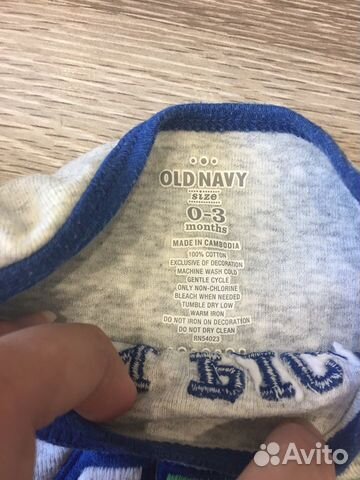 OLD NAVY
size
0-3
months
MADE IN CAMBODIA
100% COTTON
EXCLUSIVE OF DECORATION
MACHINE WASH COLD
GENTLE CYCLE
ONLY NON-CHLORINE
BLEACH WHEN NEEDED
TUMBLE DRY LOW
WARM IRON
DO NOT IRON ON DECORATION
DO NOT DRY CLEAN
RN54023
BIG
Avito